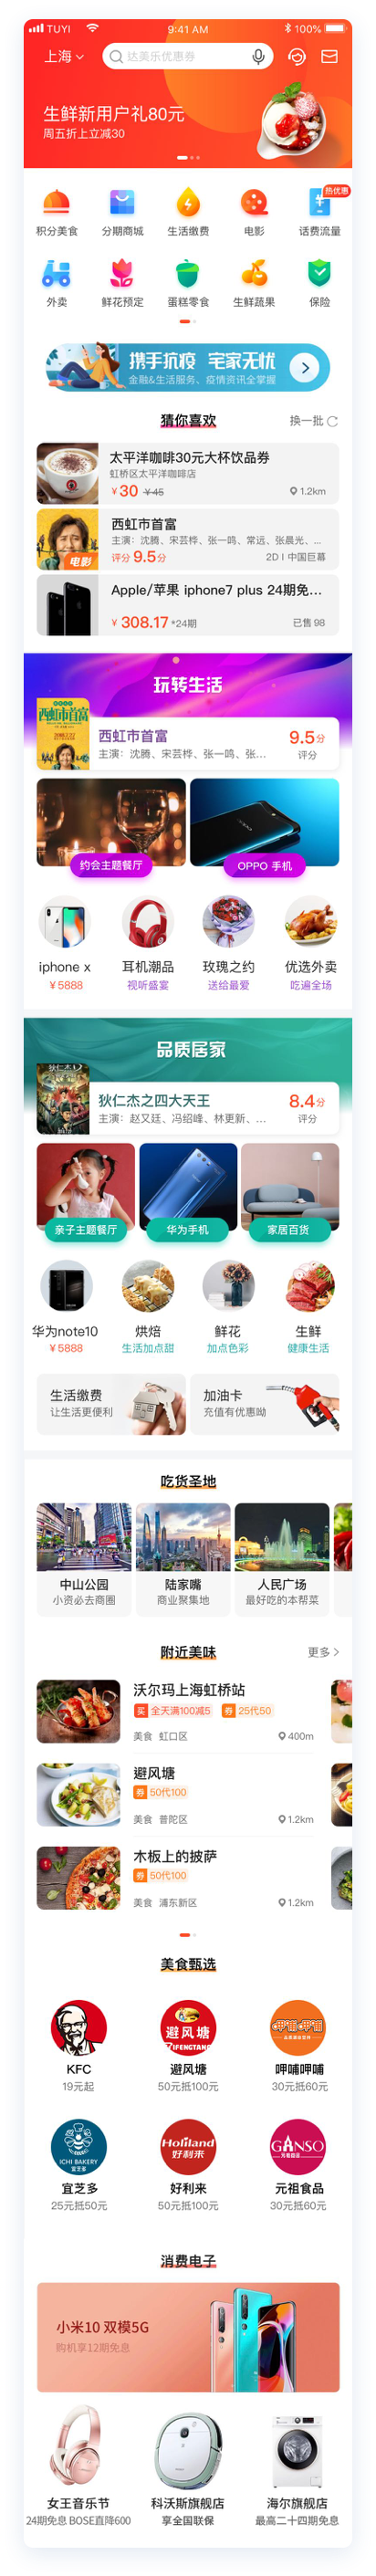 TUYI 9:41 AM 100%
上海 达美乐优惠券
生鲜新用户礼80元
周五折上立减30
热优惠
积分美食 分期商城 生活缴费 电影 话费流量
外卖 鲜花预定 蛋糕零食 生鲜蔬果 保险
携手抗疫 宅家无忧
金融&生活服务、疫情资讯全掌握
猜你喜欢 换一批
太平洋咖啡30元大杯饮品券
虹桥区太平洋咖啡店
¥30 ¥45 1.2km
西虹市首富
主演：沈腾、宋芸桦、张一鸣、常远、张晨光、...
电影 评分 9.5分 2D | 中国巨幕
Apple/苹果 iphone7 plus 24期免...
¥ 308.17 *24期 已售 98
玩转生活
西虹市首富
西虹市首富 9.5分
主演：沈腾、宋芸桦、张一鸣、张... 评分
约会主题餐厅 OPPO 手机
iphone x 耳机潮品 玫瑰之约 优选外卖
¥5888 视听盛宴 送给最爱 吃遍全场
品质居家
狄仁杰之四大天王 8.4分
主演：赵又廷、冯绍峰、林更新、... 评分
亲子主题餐厅 华为手机 家居百货
华为note10 烘焙 鲜花 生鲜
¥5888 生活加点甜 加点色彩 健康生活
生活缴费 加油卡
让生活更便利 充值有优惠呦
吃货圣地
中山公园 陆家嘴 人民广场
小资必去商圈 商业聚集地 最好吃的本帮菜
附近美味 更多
沃尔玛上海虹桥站
买 全天满100减5 券 25代50
美食 虹口区 400m
避风塘
券 50代100
美食 普陀区 1.2km
木板上的披萨
券 50代100
美食 浦东新区 1.2km
美食甄选
避风塘 BIFENGTANG 呷哺呷哺
KFC 避风塘 呷哺呷哺
19元起 50元抵100元 30元抵60元
ICHI BAKERY 宜芝多 Holiland 好利来 GANSO 元祖食品
宜芝多 好利来 元祖食品
25元抵50元 50元抵100元 30元抵60元
消费电子
小米10 双模5G
购机享12期免息
女王音乐节 科沃斯旗舰店 海尔旗舰店
24期免息 BOSE直降600 享全国联保 最高二十四期免息